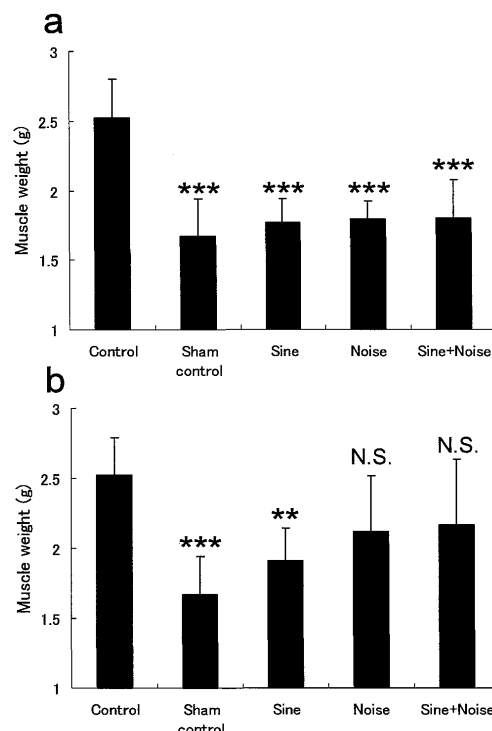 a
Muscle weight (g)
3
2.5
2
1.5
1
***
***
***
***
Control
Sham
control
Sine
Noise
Sine+Noise
b
Muscle weight (g)
3
2.5
2
1.5
1
***
**
N.S.
N.S.
Control
Sham
control
Sine
Noise
Sine+Noise